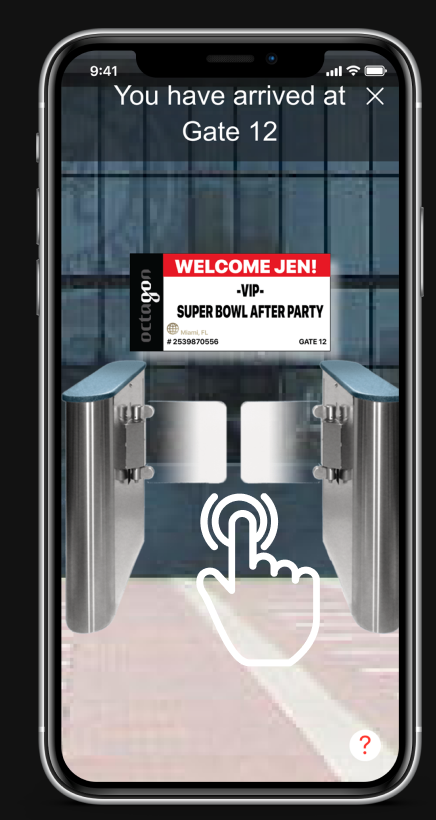 9:41
You have arrived at
Gate 12
octagon
WELCOME JEN!
-VIP-
SUPER BOWL AFTER PARTY
Miami, FL
# 2539870556
GATE 12
?